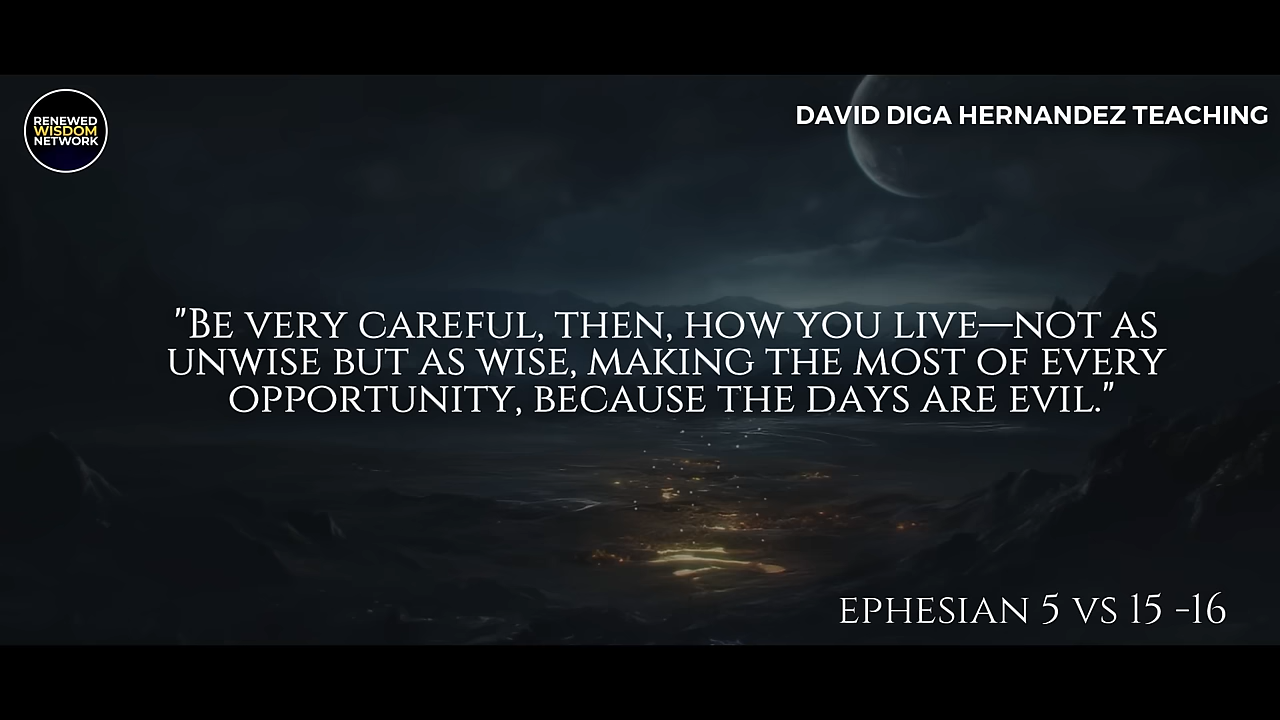 RENEWED
WISDOM
NETWORK
DAVID DIGA HERNANDEZ TEACHING
"BE VERY CAREFUL, THEN, HOW YOU LIVE—NOT AS
UNWISE BUT AS WISE, MAKING THE MOST OF EVERY
OPPORTUNITY, BECAUSE THE DAYS ARE EVIL."
EPHESIAN 5 VS 15 -16